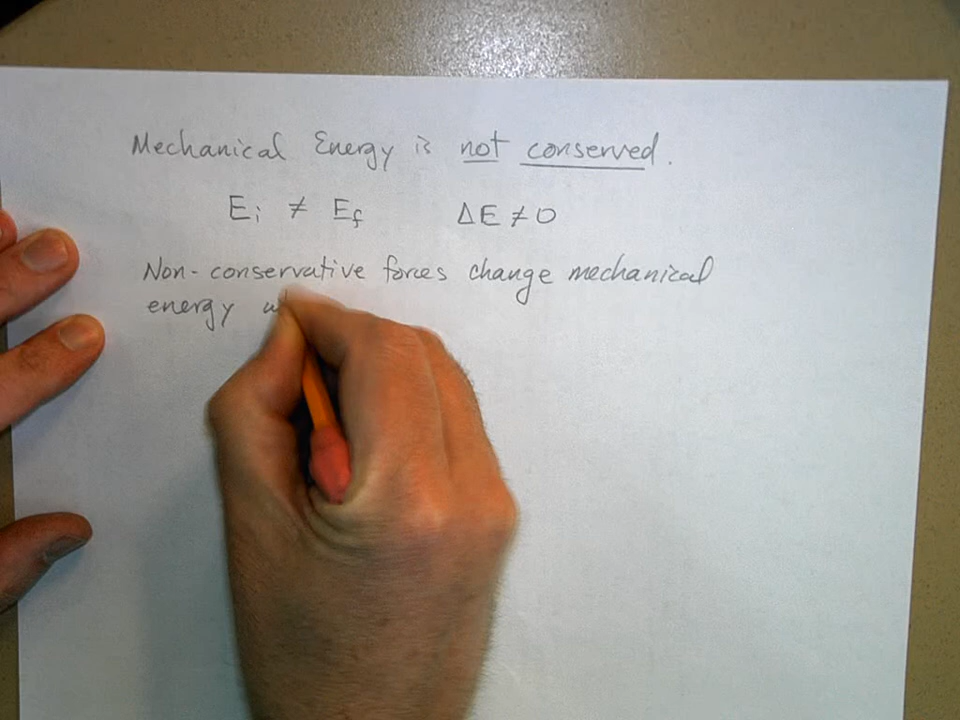 Mechanical Energy is not conserved.
Ei ≠ Ef ΔE ≠ 0
Non-conservative forces change mechanical
energy